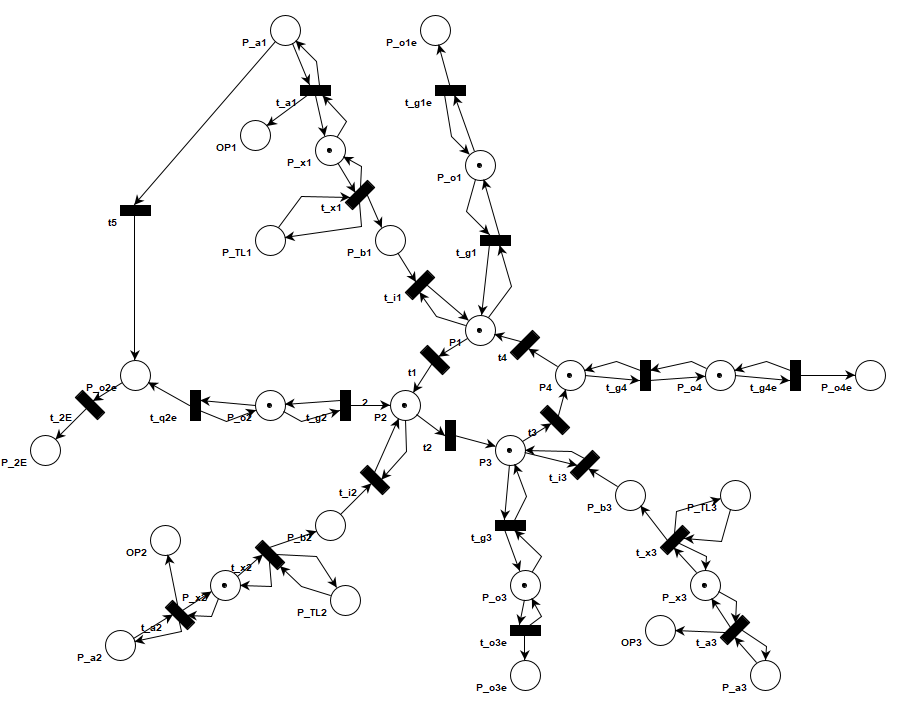 P_a1
P_o1e
t_a1
t_g1e
OP1
P_x1
P_o1
t_x1
t5
P_TL1
P_b1
t_g1
t_i1
P1
t1
t4
P_o2e
P4
t_g4
P_o4
t_g4e
P_o4e
t_2E
t_q2e
P_o2
t_g2
2
P2
t2
t3
P_2E
P3
t_i3
t_i2
P_b3
P_TL3
P_b2
t_g3
OP2
t_x2
t_x3
P_x2
P_TL2
P_o3
P_x3
t_a2
t_o3e
OP3
t_a3
P_a2
P_o3e
P_a3